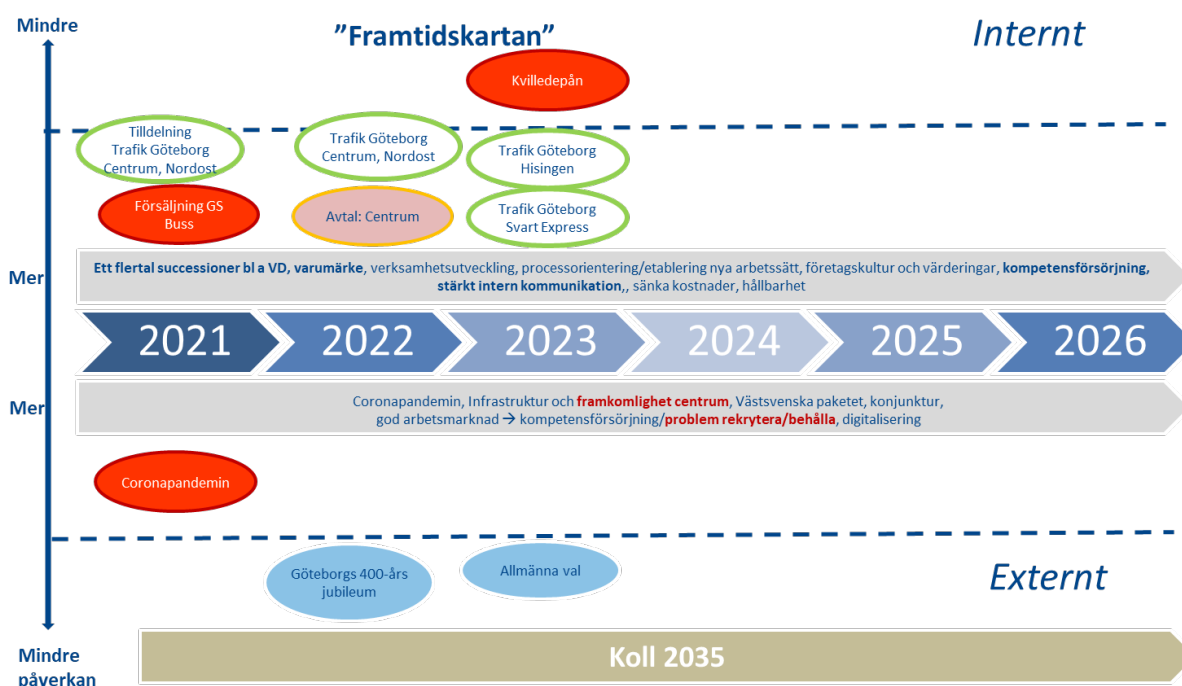 Mindre
”Framtidskartan”
Internt
Kvilledepån
Tilldelning
Trafik Göteborg
Centrum, Nordost
Trafik Göteborg
Centrum, Nordost
Trafik Göteborg
Hisingen
Försäljning GS
Buss
Avtal: Centrum
Trafik Göteborg
Svart Express
Mer
Ett flertal successioner bl a VD, varumärke, verksamhetsutveckling, processorientering/etablering nya arbetssätt, företagskultur och värderingar, kompetensförsörjning,
stärkt intern kommunikation,, sänka kostnader, hållbarhet
2021
2022
2023
2024
2025
2026
Mer
Coronapandemin, Infrastruktur och framkomlighet centrum, Västsvenska paketet, konjunktur,
god arbetsmarknad → kompetensförsörjning/problem rekrytera/behålla, digitalisering
Coronapandemin
Göteborgs 400-års
jubileum
Allmänna val
Externt
Mindre
påverkan
Koll 2035